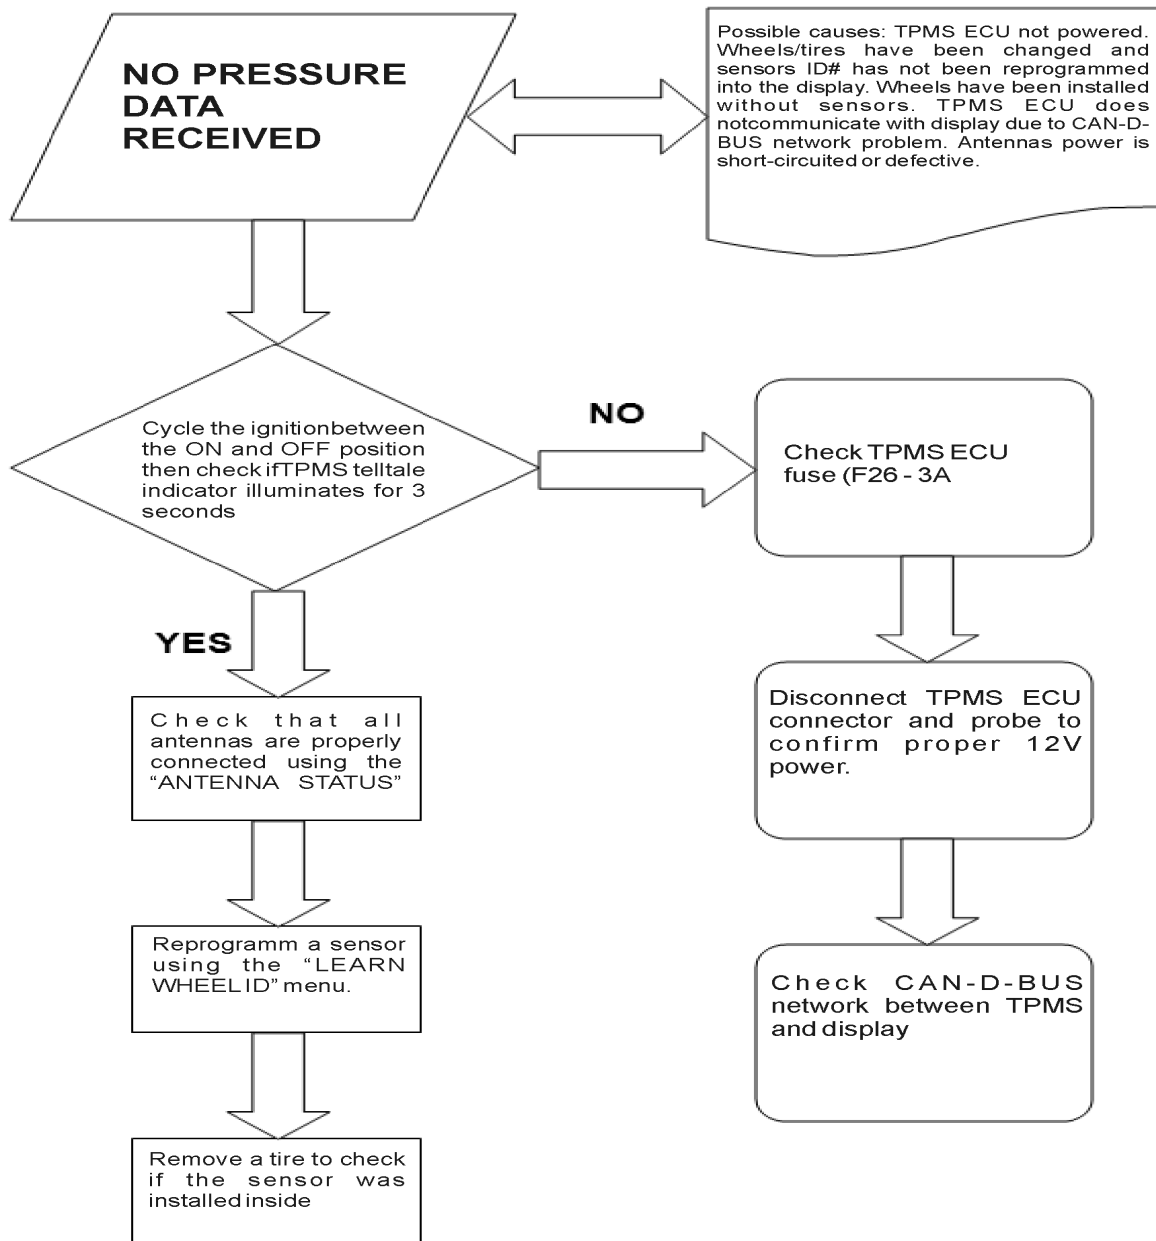 NO PRESSURE
DATA
RECEIVED
Possible causes: TPMS ECU not powered.
Wheels/tires have been changed and
sensors ID# has not been reprogrammed
into the display. Wheels have been installed
without sensors. TPMS ECU does
notcommunicate with display due to CAN-D-
BUS network problem. Antennas power is
short-circuited or defective.
Cycle the ignitionbetween
the ON and OFF position
then check ifTPMS telltale
indicator illuminates for 3
seconds
NO
Check TPMS ECU
fuse (F26 - 3A
YES
Check that all
antennas are properly
connected using the
“ANTENNA STATUS”
Disconnect TPMS ECU
connector and probe to
confirm proper 12V
power.
Reprogramm a sensor
using the “LEARN
WHEEL ID” menu.
Check CAN-D-BUS
network between TPMS
and display
Remove a tire to check
if the sensor was
installed inside